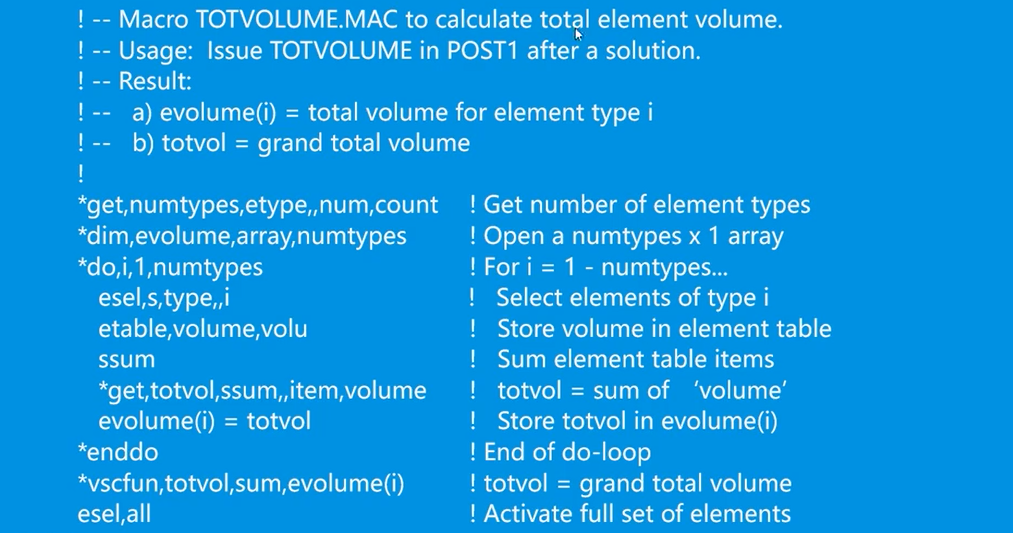 ! -- Macro TOTVOLUME.MAC to calculate total element volume.
! -- Usage:  Issue TOTVOLUME in POST1 after a solution.
! -- Result:
! --   a) evolume(i) = total volume for element type i
! --   b) totvol = grand total volume
!
*get,numtypes,etype,,num,count ! Get number of element types
*dim,evolume,array,numtypes ! Open a numtypes x 1 array
*do,i,1,numtypes ! For i = 1 - numtypes...
esel,s,type,,i !   Select elements of type i
etable,volume,volu !   Store volume in element table
ssum !   Sum element table items
*get,totvol,ssum,,item,volume !   totvol = sum of ‘volume’
evolume(i) = totvol !   Store totvol in evolume(i)
*enddo ! End of do-loop
*vscfun,totvol,sum,evolume(i) ! totvol = grand total volume
esel,all ! Activate full set of elements